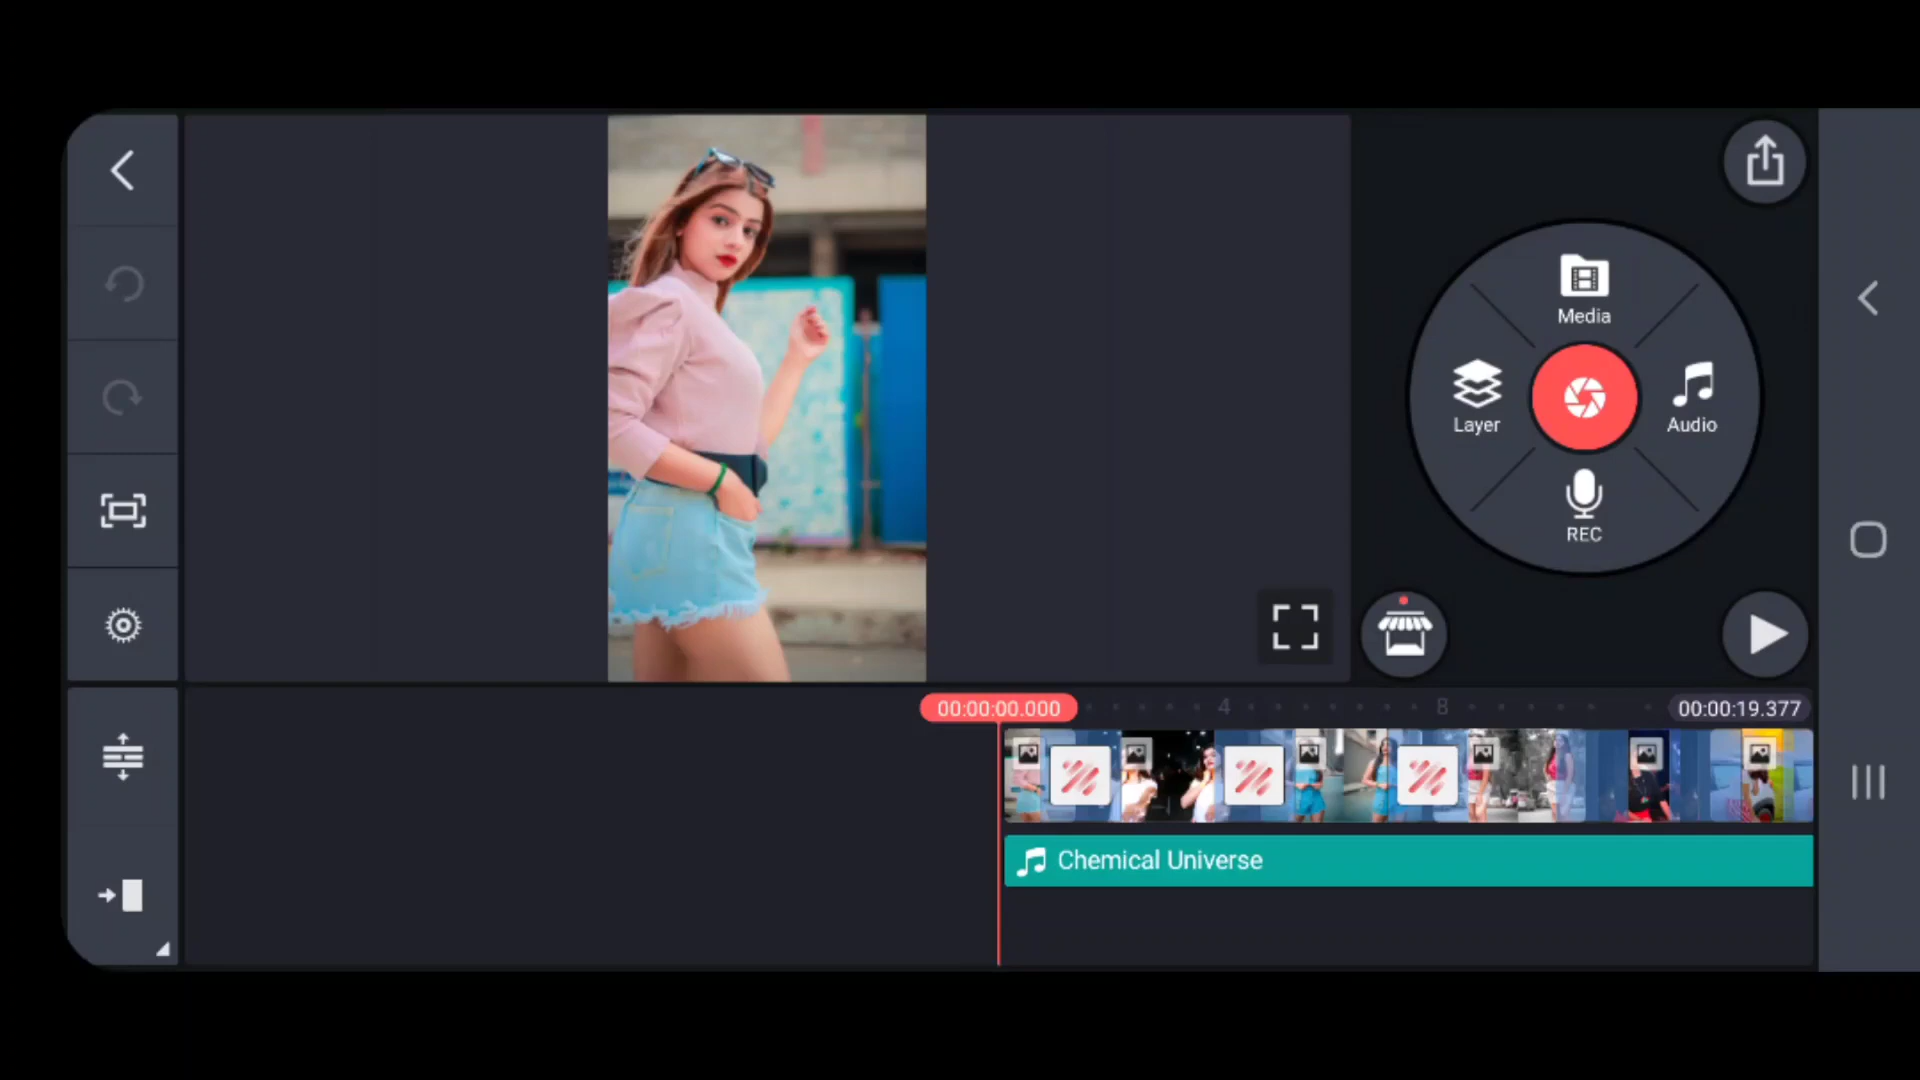 Media
Layer
Audio
REC
00:00:00.000
4
8
00:00:19.377
Chemical Universe